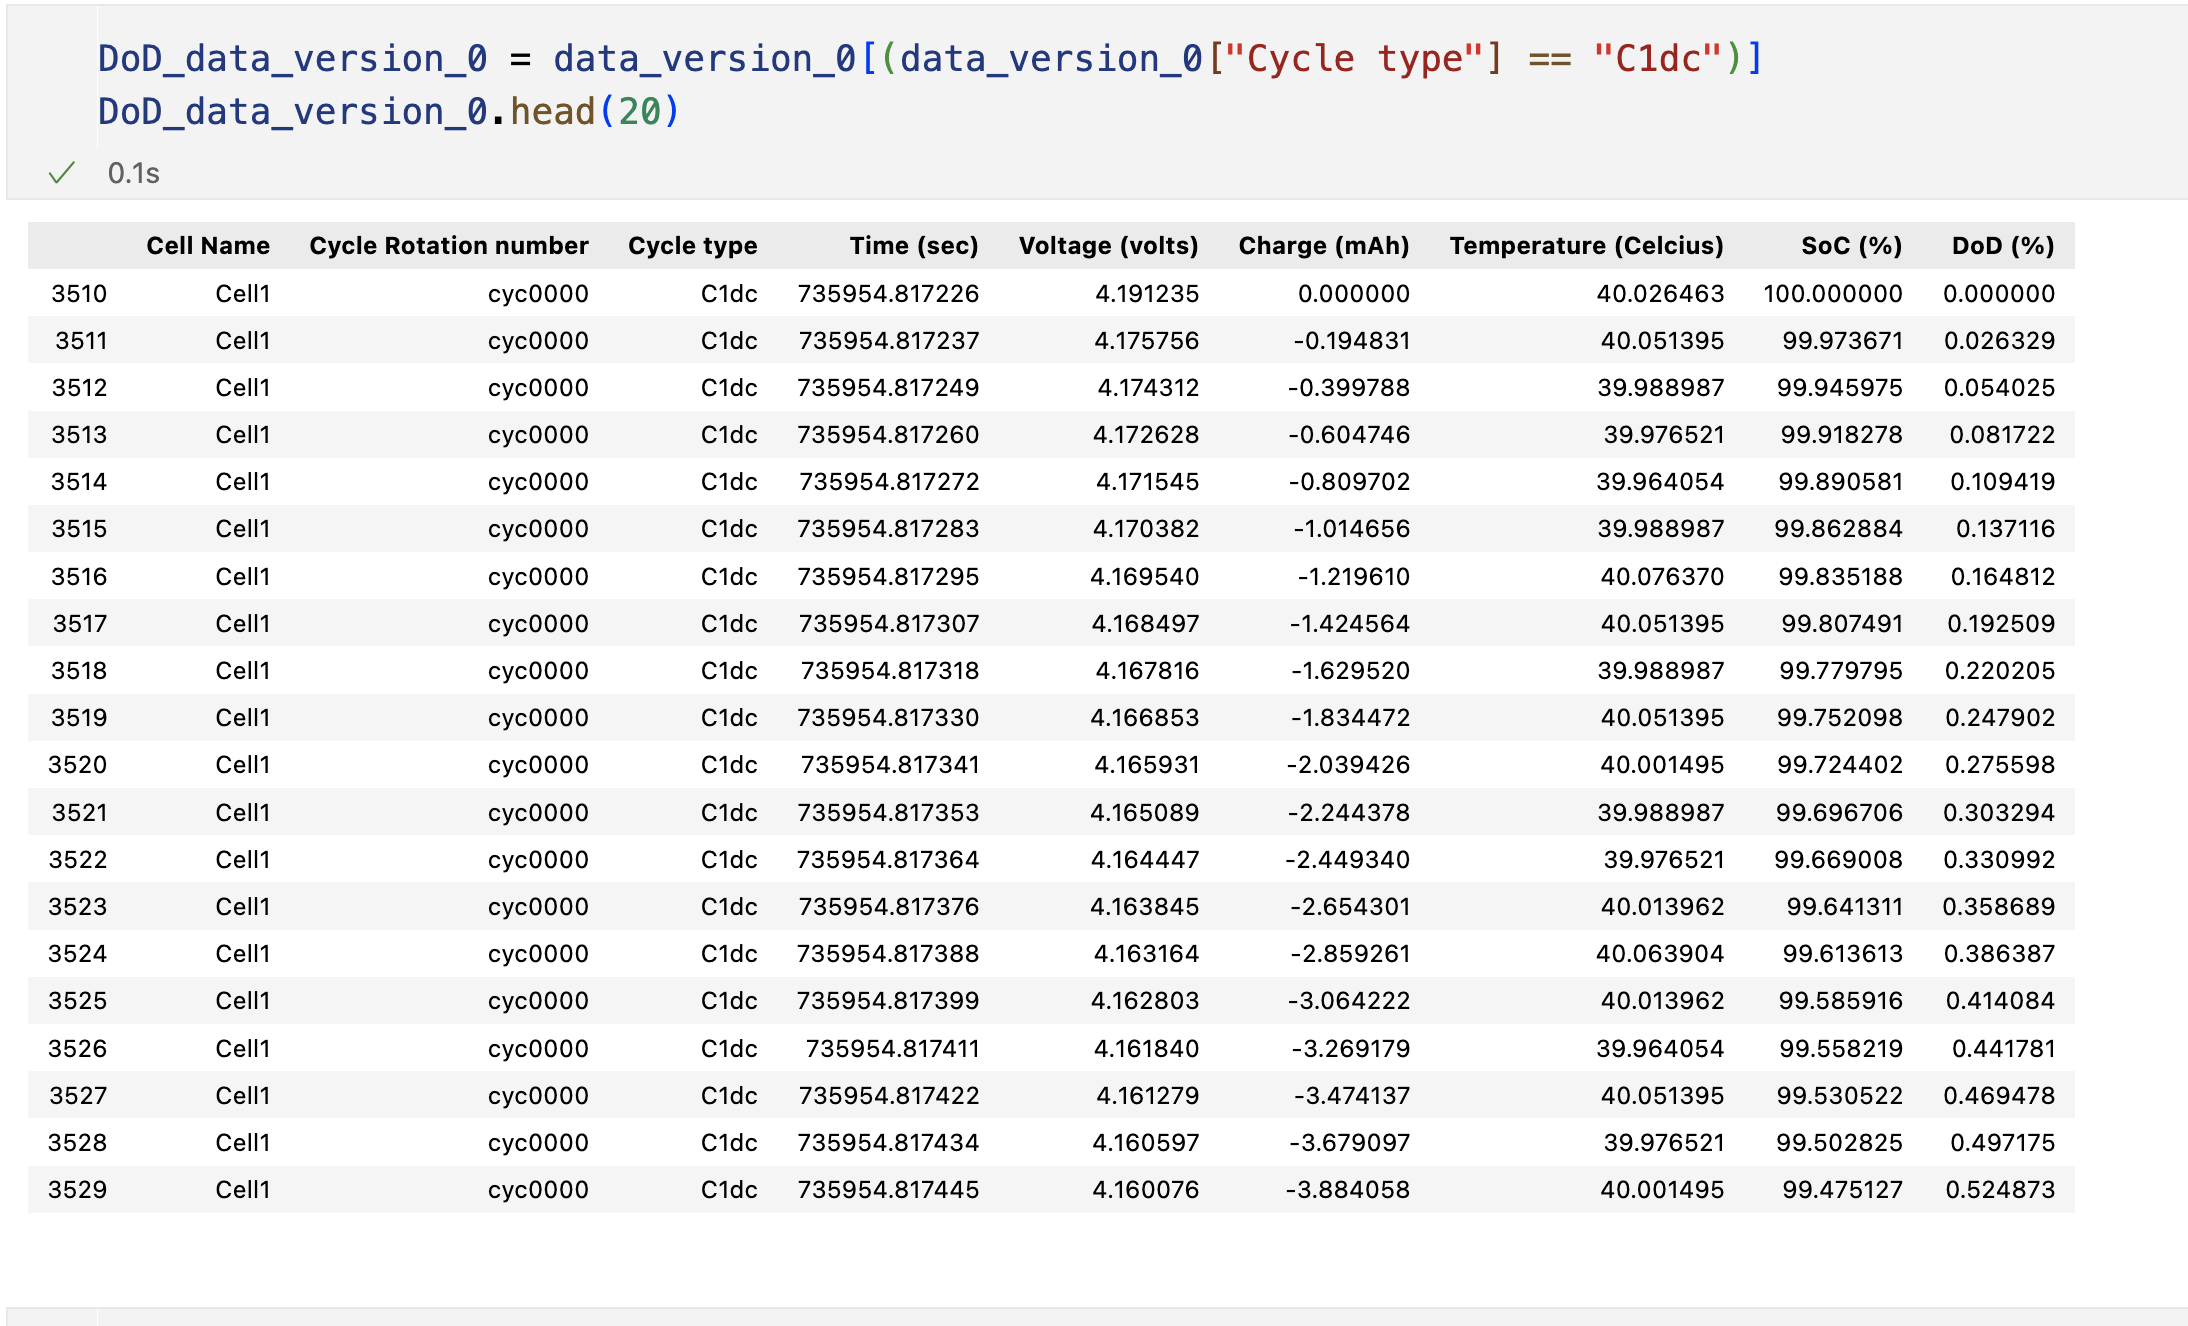 DoD_data_version_0 = data_version_0[(data_version_0["Cycle type"] == "C1dc")]
DoD_data_version_0.head(20)
0.1s
Cell Name Cycle Rotation number Cycle type Time (sec) Voltage (volts) Charge (mAh) Temperature (Celcius) SoC (%) DoD (%)
3510 Cell1 cyc0000 C1dc 735954.817226 4.191235 0.000000 40.026463 100.000000 0.000000
3511 Cell1 cyc0000 C1dc 735954.817237 4.175756 -0.194831 40.051395 99.973671 0.026329
3512 Cell1 cyc0000 C1dc 735954.817249 4.174312 -0.399788 39.988987 99.945975 0.054025
3513 Cell1 cyc0000 C1dc 735954.817260 4.172628 -0.604746 39.976521 99.918278 0.081722
3514 Cell1 cyc0000 C1dc 735954.817272 4.171545 -0.809702 39.964054 99.890581 0.109419
3515 Cell1 cyc0000 C1dc 735954.817283 4.170382 -1.014656 39.988987 99.862884 0.137116
3516 Cell1 cyc0000 C1dc 735954.817295 4.169540 -1.219610 40.076370 99.835188 0.164812
3517 Cell1 cyc0000 C1dc 735954.817307 4.168497 -1.424564 40.051395 99.807491 0.192509
3518 Cell1 cyc0000 C1dc 735954.817318 4.167816 -1.629520 39.988987 99.779795 0.220205
3519 Cell1 cyc0000 C1dc 735954.817330 4.166853 -1.834472 40.051395 99.752098 0.247902
3520 Cell1 cyc0000 C1dc 735954.817341 4.165931 -2.039426 40.001495 99.724402 0.275598
3521 Cell1 cyc0000 C1dc 735954.817353 4.165089 -2.244378 39.988987 99.696706 0.303294
3522 Cell1 cyc0000 C1dc 735954.817364 4.164447 -2.449340 39.976521 99.669008 0.330992
3523 Cell1 cyc0000 C1dc 735954.817376 4.163845 -2.654301 40.013962 99.641311 0.358689
3524 Cell1 cyc0000 C1dc 735954.817388 4.163164 -2.859261 40.063904 99.613613 0.386387
3525 Cell1 cyc0000 C1dc 735954.817399 4.162803 -3.064222 40.013962 99.585916 0.414084
3526 Cell1 cyc0000 C1dc 735954.817411 4.161840 -3.269179 39.964054 99.558219 0.441781
3527 Cell1 cyc0000 C1dc 735954.817422 4.161279 -3.474137 40.051395 99.530522 0.469478
3528 Cell1 cyc0000 C1dc 735954.817434 4.160597 -3.679097 39.976521 99.502825 0.497175
3529 Cell1 cyc0000 C1dc 735954.817445 4.160076 -3.884058 40.001495 99.475127 0.524873